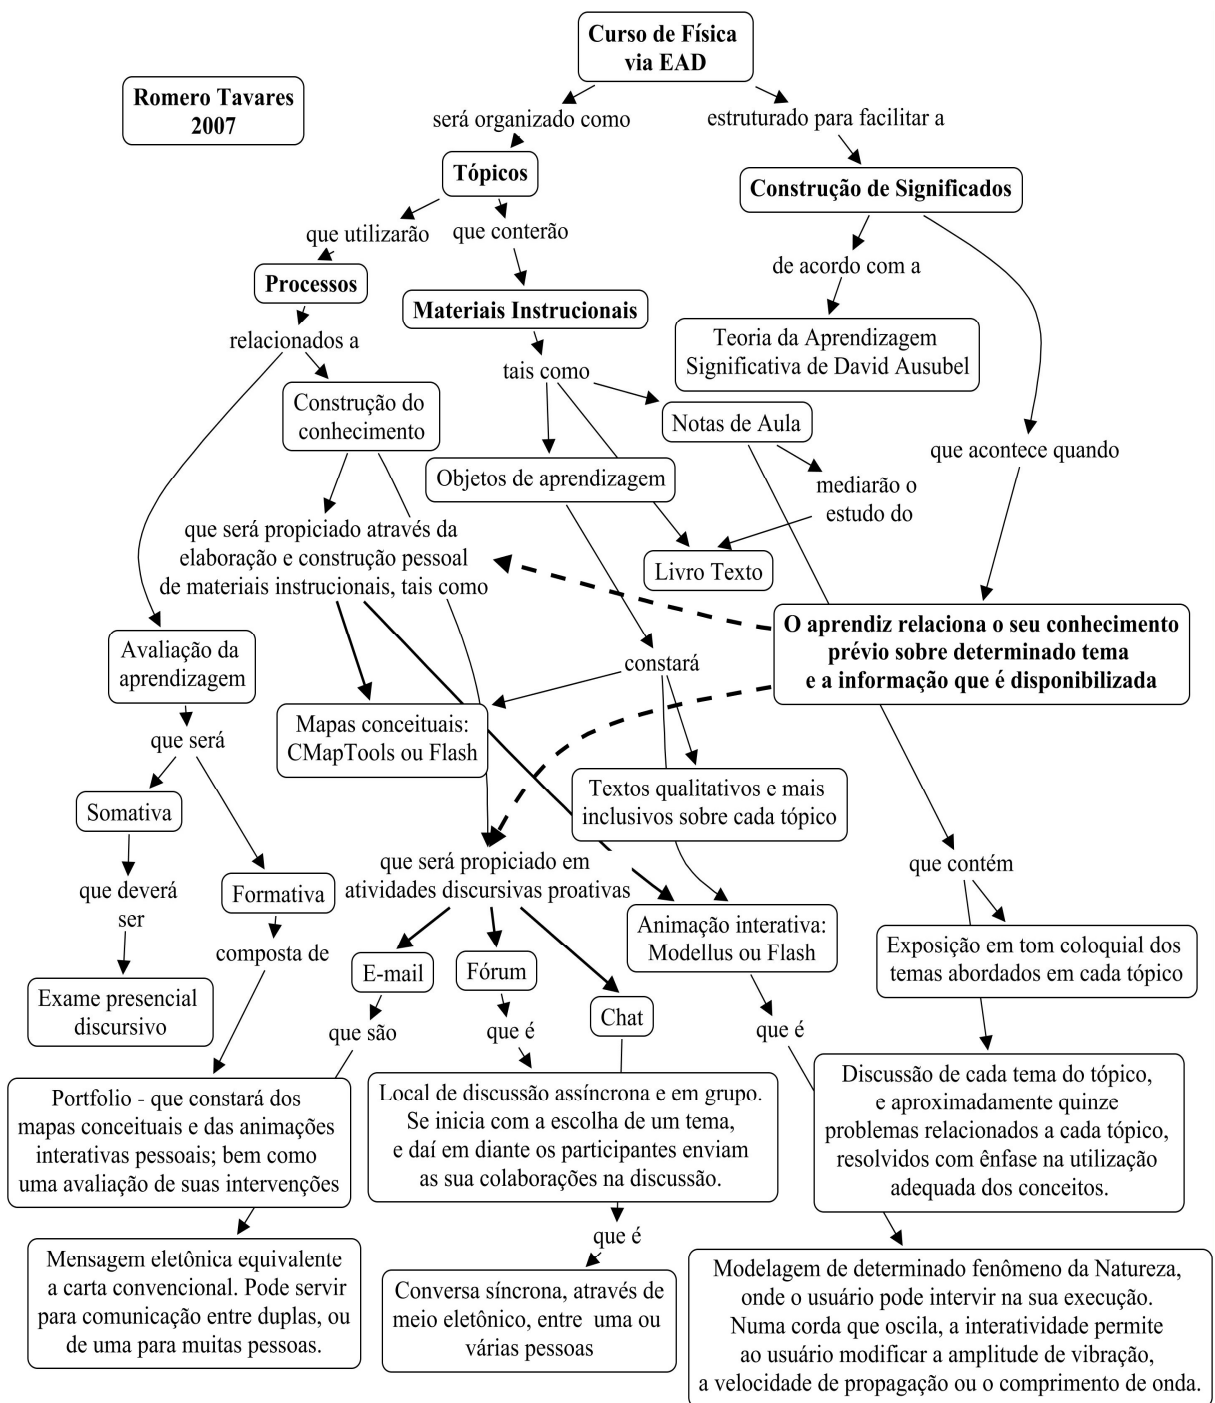 Curso de Física
via EAD
Romero Tavares
2007
será organizado como
estruturado para facilitar a
Tópicos
Construção de Significados
que utilizarão
que conterão
de acordo com a
Processos
Materiais Instrucionais
relacionados a
Teoria da Aprendizagem
Significativa de David Ausubel
tais como
Construção do
conhecimento
Notas de Aula
que acontece quando
Objetos de aprendizagem
mediarão o
estudo do
que será propiciado através da
elaboração e construção pessoal
de materiais instrucionais, tais como
Livro Texto
O aprendiz relaciona o seu conhecimento
prévio sobre determinado tema
e a informação que é disponibilizada
Avaliação da
aprendizagem
constará
que será
Mapas conceituais:
CMapTools ou Flash
Textos qualitativos e mais
inclusivos sobre cada tópico
Somativa
que será propiciado em
atividades discursivas proativas
que contém
que deverá
ser
Formativa
Animação interativa:
Modellus ou Flash
Exposição em tom coloquial dos
temas abordados em cada tópico
composta de
E-mail
Fórum
Exame presencial
discursivo
Chat
que são
que é
que é
Portfolio - que constará dos
mapas conceituais e das animações
interativas pessoais; bem como
uma avaliação de suas intervenções
Local de discussão assíncrona e em grupo.
Se inicia com a escolha de um tema,
e daí em diante os participantes enviam
as sua colaborações na discussão.
Discussão de cada tema do tópico,
e aproximadamente quinze
problemas relacionados a cada tópico,
resolvidos com ênfase na utilização
adequada dos conceitos.
que é
Mensagem eletônica equivalente
a carta convencional. Pode servir
para comunicação entre duplas, ou
de uma para muitas pessoas.
Conversa síncrona, através de
meio eletônico, entre uma ou
várias pessoas
Modelagem de determinado fenômeno da Natureza,
onde o usuário pode intervir na sua execução.
Numa corda que oscila, a interatividade permite
ao usuário modificar a amplitude de vibração,
a velocidade de propagação ou o comprimento de onda.